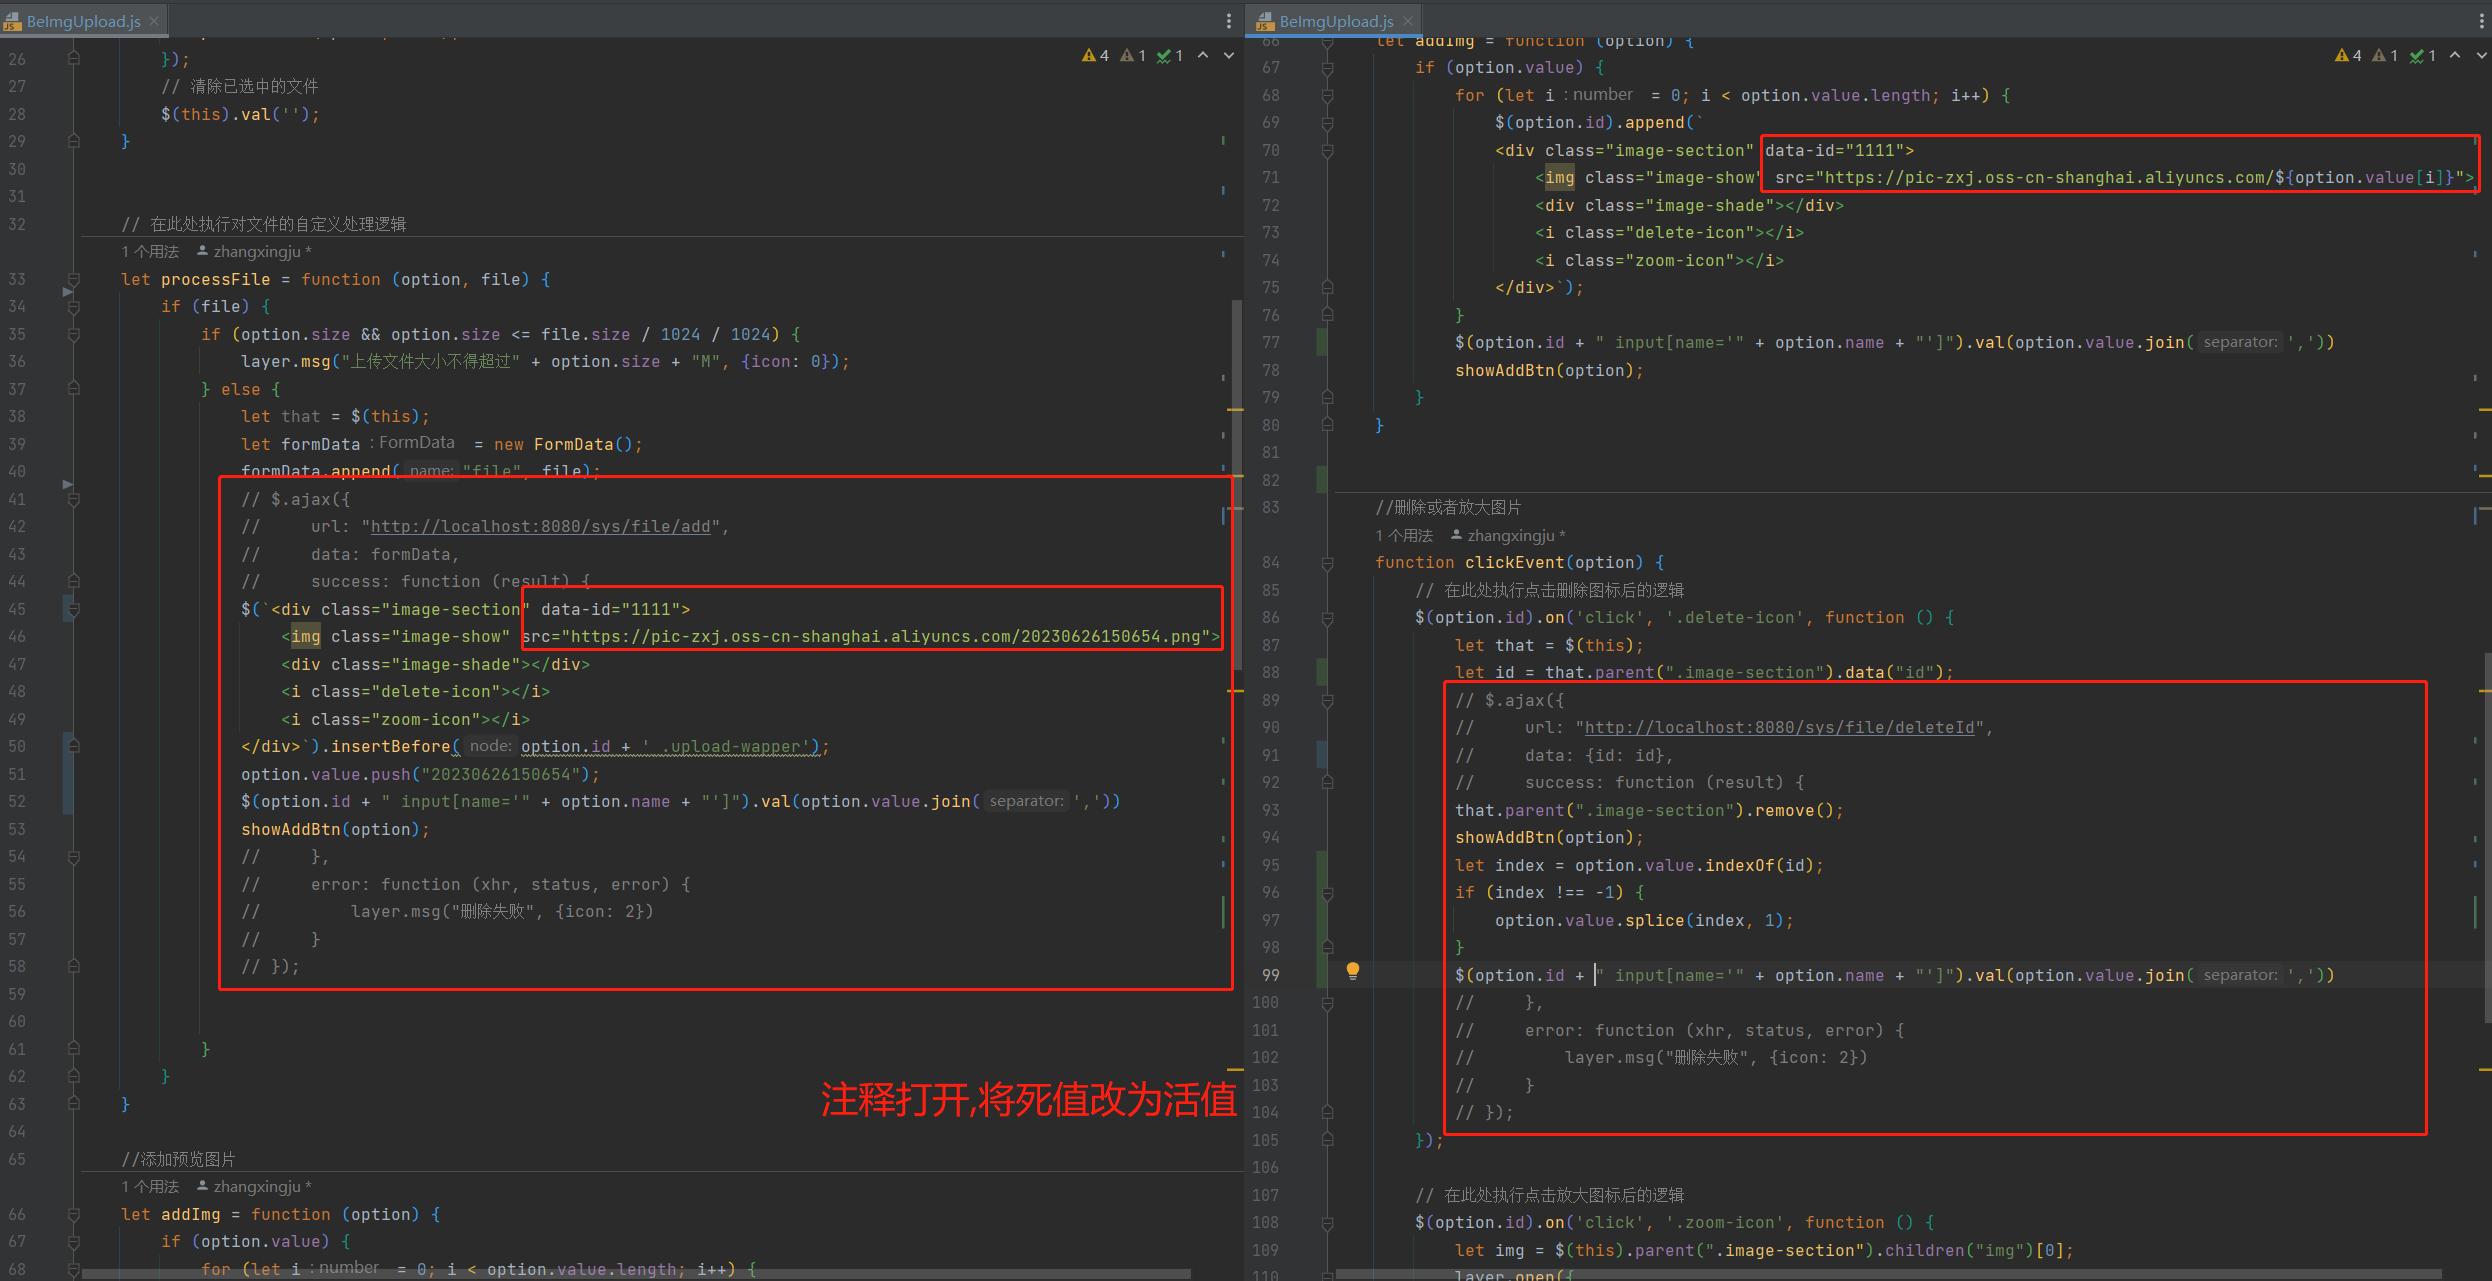 BeImgUpload.js
4 1 1
26 });
27 // 清除已选中的文件
28 $(this).val('');
29 }
30
31
32 // 在此处执行对文件的自定义处理逻辑
1 个用法 zhangxingju *
33 let processFile = function (option, file) {
34 if (file) {
35 if (option.size && option.size <= file.size / 1024 / 1024) {
36 layer.msg("上传文件大小不得超过" + option.size + "M", {icon: 0});
37 } else {
38 let that = $(this);
39 let formData : FormData = new FormData();
40 formData.append( name: "file", file);
41 // $.ajax({
42 // url: "http://localhost:8080/sys/file/add",
43 // data: formData,
44 // success: function (result) {
45 $(`<div class="image-section" data-id="1111">
46 <img class="image-show" src="https://pic-zxj.oss-cn-shanghai.aliyuncs.com/20230626150654.png">
47 <div class="image-shade"></div>
48 <i class="delete-icon"></i>
49 <i class="zoom-icon"></i>
50 </div>`).insertBefore( node: option.id + ' .upload-wapper');
51 option.value.push("20230626150654");
52 $(option.id + " input[name='" + option.name + "']").val(option.value.join( separator: ','))
53 showAddBtn(option);
54 // },
55 // error: function (xhr, status, error) {
56 // layer.msg("删除失败", {icon: 2})
57 // }
58 // });
59
60
61 }
62 }
63 }
注释打开,将死值改为活值
64
65 //添加预览图片
1 个用法 zhangxingju *
66 let addImg = function (option) {
67 if (option.value) {
68 for (let i : number = 0; i < option.value.length; i++) {
BeImgUpload.js
4 1 1
66 let addImg = function (option) {
67 if (option.value) {
68 for (let i : number = 0; i < option.value.length; i++) {
69 $(option.id).append(`
70 <div class="image-section" data-id="1111">
71 <img class="image-show" src="https://pic-zxj.oss-cn-shanghai.aliyuncs.com/${option.value[i]}">
72 <div class="image-shade"></div>
73 <i class="delete-icon"></i>
74 <i class="zoom-icon"></i>
75 </div>`);
76 }
77 $(option.id + " input[name='" + option.name + "']").val(option.value.join( separator: ','))
78 showAddBtn(option);
79 }
80 }
81
82
83 //删除或者放大图片
1 个用法 zhangxingju *
84 function clickEvent(option) {
85 // 在此处执行点击删除图标后的逻辑
86 $(option.id).on('click', '.delete-icon', function () {
87 let that = $(this);
88 let id = that.parent(".image-section").data("id");
89 // $.ajax({
90 // url: "http://localhost:8080/sys/file/deleteId",
91 // data: {id: id},
92 // success: function (result) {
93 that.parent(".image-section").remove();
94 showAddBtn(option);
95 let index = option.value.indexOf(id);
96 if (index !== -1) {
97 option.value.splice(index, 1);
98 }
99 $(option.id + " input[name='" + option.name + "']").val(option.value.join( separator: ','))
100 // },
101 // error: function (xhr, status, error) {
102 // layer.msg("删除失败", {icon: 2})
103 // }
104 // });
105 });
106
107 // 在此处执行点击放大图标后的逻辑
108 $(option.id).on('click', '.zoom-icon', function () {
109 let img = $(this).parent(".image-section").children("img")[0];
110 layer.open({